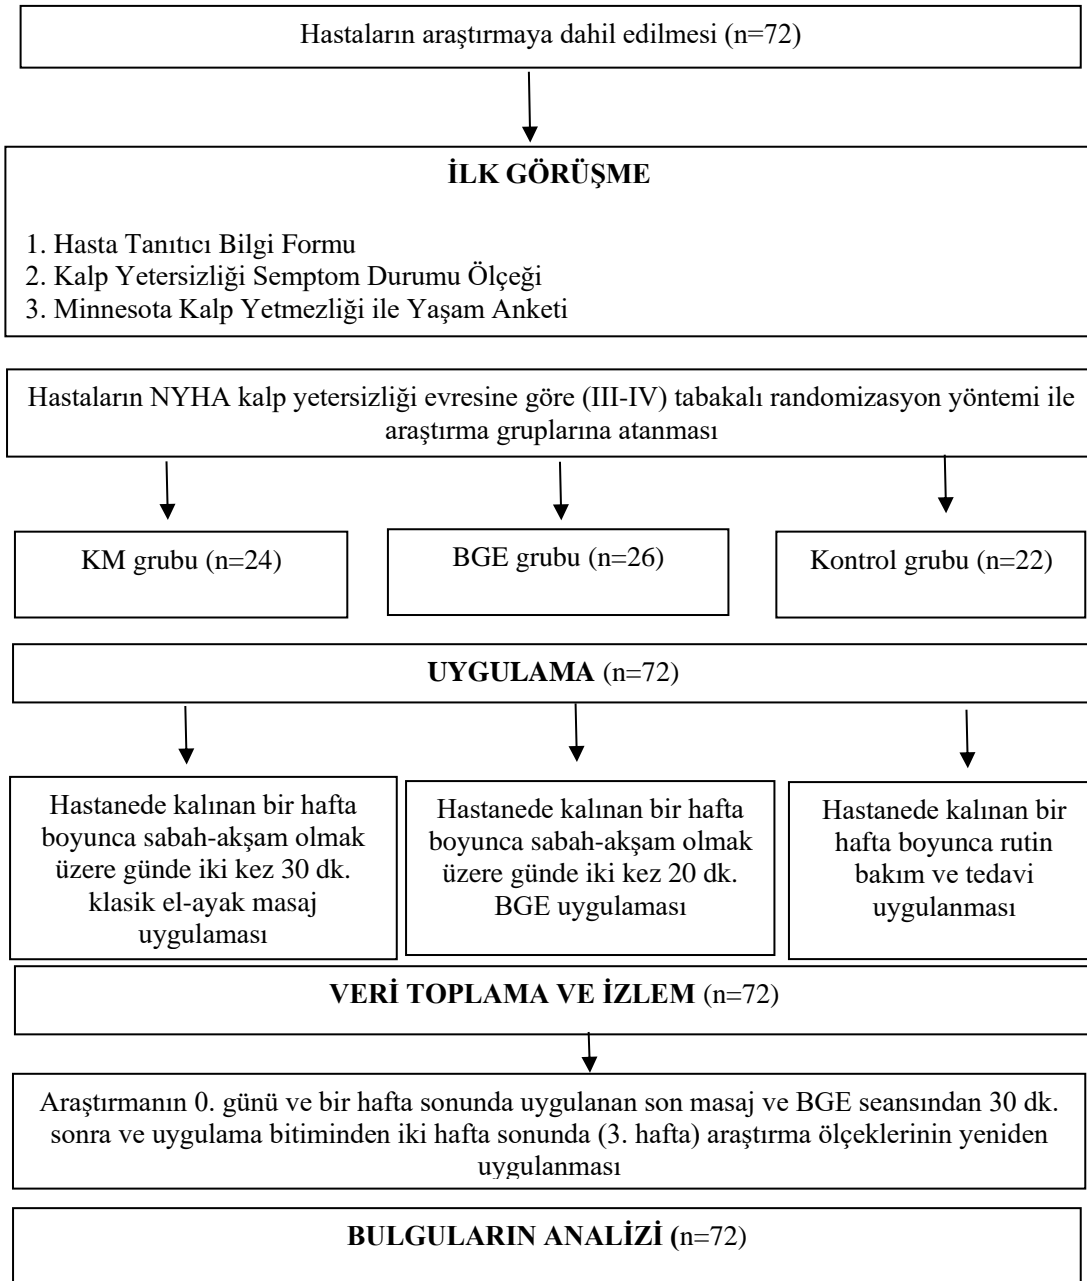 Hastaların araştırmaya dahil edilmesi (n=72)
İLK GÖRÜŞME
1. Hasta Tanıtıcı Bilgi Formu
2. Kalp Yetersizliği Semptom Durumu Ölçeği
3. Minnesota Kalp Yetmezliği ile Yaşam Anketi
Hastaların NYHA kalp yetersizliği evresine göre (III-IV) tabakalı randomizasyon yöntemi ile
araştırma gruplarına atanması
KM grubu (n=24)
BGE grubu (n=26)
Kontrol grubu (n=22)
UYGULAMA (n=72)
Hastanede kalınan bir hafta
boyunca sabah-akşam olmak
üzere günde iki kez 30 dk.
klasik el-ayak masaj
uygulaması
Hastanede kalınan bir hafta
boyunca sabah-akşam olmak
üzere günde iki kez 20 dk.
BGE uygulaması
Hastanede kalınan bir
hafta boyunca rutin
bakım ve tedavi
uygulanması
VERİ TOPLAMA VE İZLEM (n=72)
Araştırmanın 0. günü ve bir hafta sonunda uygulanan son masaj ve BGE seansından 30 dk.
sonra ve uygulama bitiminden iki hafta sonunda (3. hafta) araştırma ölçeklerinin yeniden
uygulanması
BULGULARIN ANALİZİ (n=72)